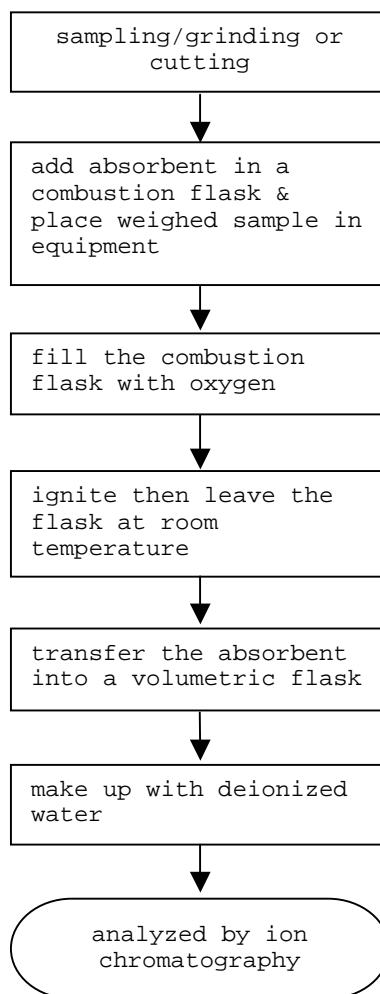 sampling/grinding or
cutting
add absorbent in a
combustion flask &
place weighed sample in
equipment
fill the combustion
flask with oxygen
ignite then leave the
flask at room
temperature
transfer the absorbent
into a volumetric flask
make up with deionized
water
analyzed by ion
chromatography